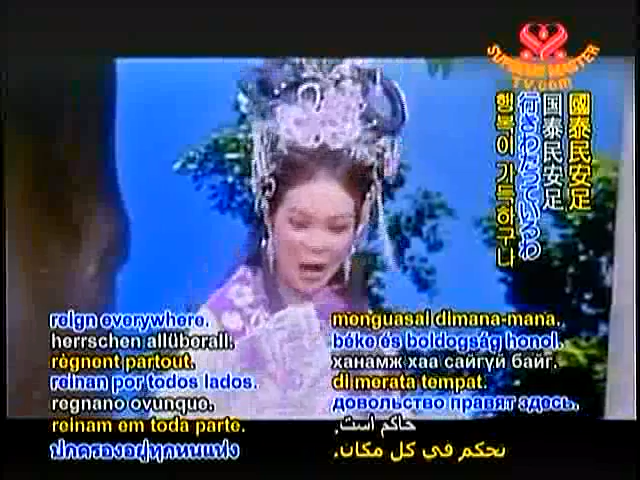 SUPREME MASTER
TV.com
國泰民安足
国泰民安足
行きわたっているわ
행복이 가득하구나
reign everywhere.
herrschen allüberall.
règnent partout.
reinan por todos lados.
regnano ovunque.
reinam em toda parte.
ปกครองอยู่ทุกหนแห่ง
menguasai dimana-mana.
béke és boldogság honol.
ханамж хаа сайгүй байг.
di merata tempat.
довольство правят здесь.
حاكم است.
تحكم في كل مكان.